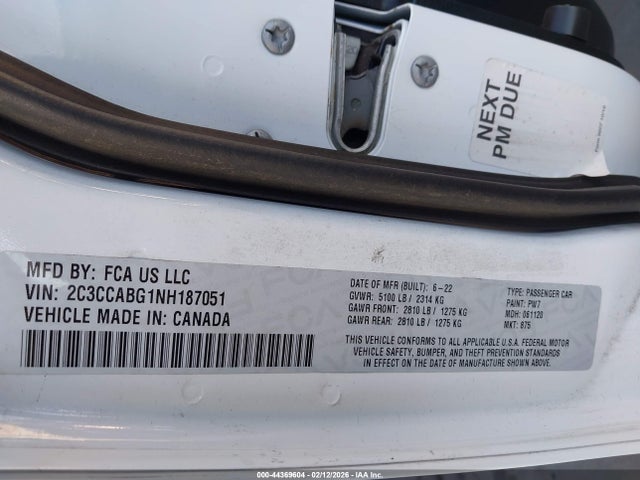 NEXT
PM DUE
MFD BY: FCA US LLC
VIN: 2C3CCABG1NH187051
VEHICLE MADE IN: CANADA
DATE OF MFR (BUILT): 6-22
GVWR: 5100 LB / 2314 KG
GAWR FRONT: 2810 LB / 1275 KG
GAWR REAR: 2810 LB / 1275 KG
TYPE: PASSENGER CAR
PAINT: PW7
MDH: 061120
MKT: 875
THIS VEHICLE CONFORMS TO ALL APPLICABLE U.S.A. FEDERAL MOTOR
VEHICLE SAFETY, BUMPER, AND THEFT PREVENTION STANDARDS
IN EFFECT ON THE DATE OF MANUFACTURE SHOWN ABOVE.
000-44369604 - 02/12/2026 - IAA Inc.